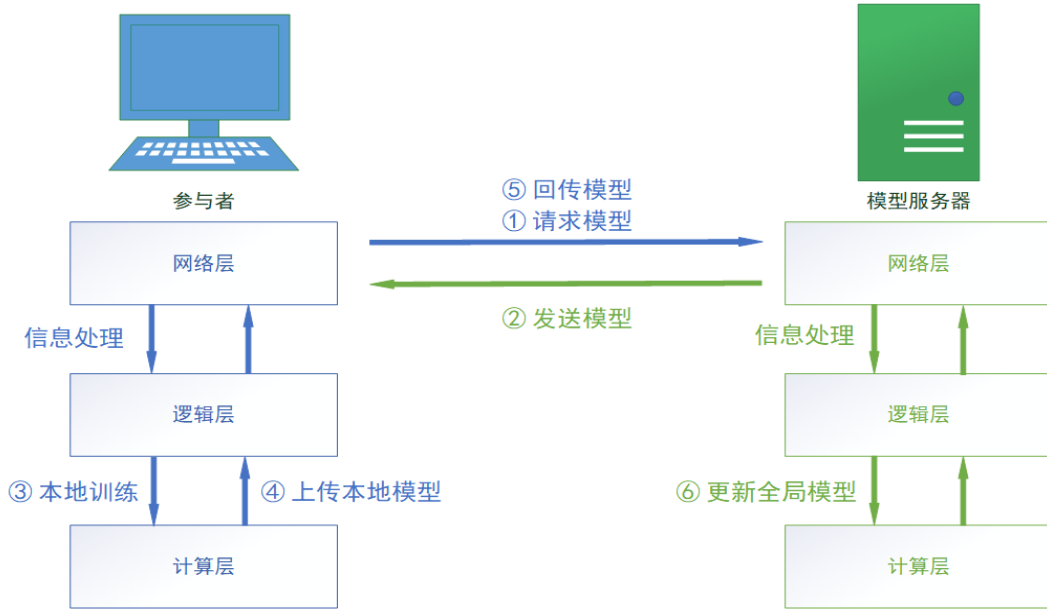 参与者
模型服务器
⑤ 回传模型
① 请求模型
② 发送模型
网络层
网络层
信息处理
信息处理
逻辑层
逻辑层
③ 本地训练
④ 上传本地模型
⑥ 更新全局模型
计算层
计算层